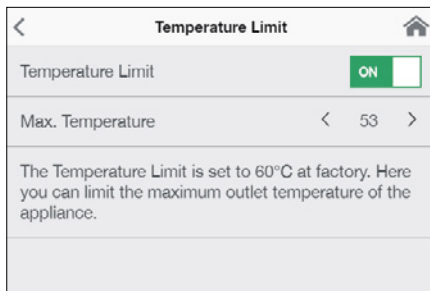 Temperature Limit
Temperature Limit ON
Max. Temperature < 53 >
The Temperature Limit is set to 60°C at factory. Here
you can limit the maximum outlet temperature of the
appliance.